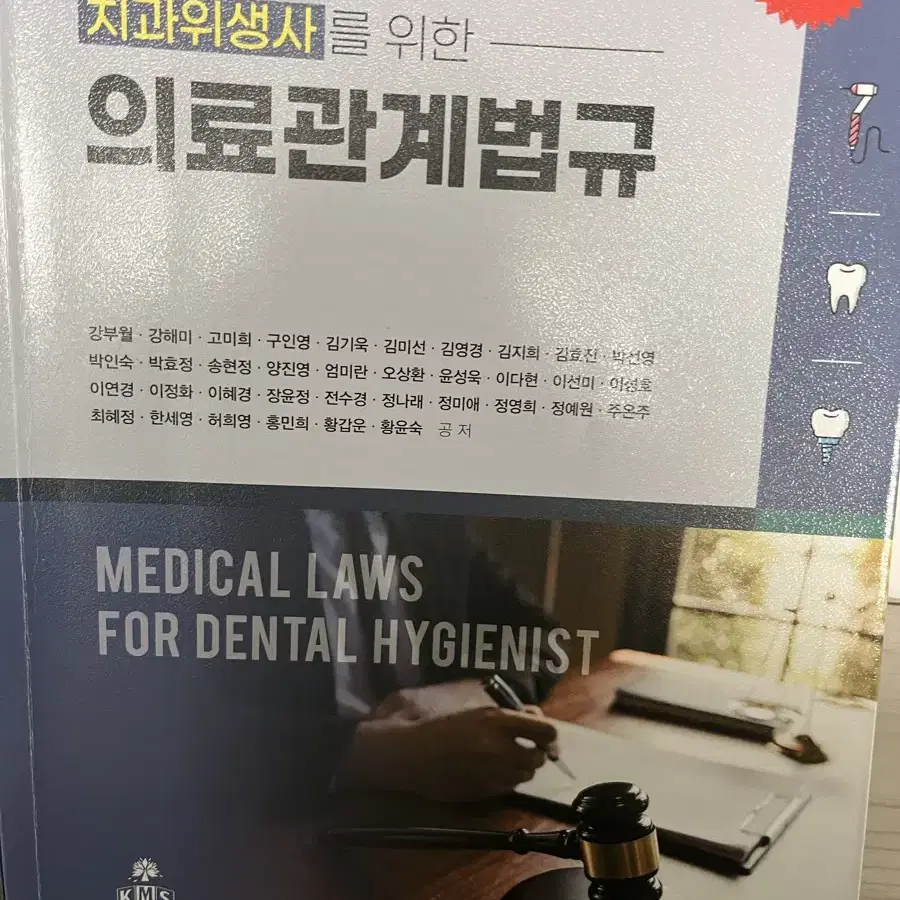 치과위생사를 위한
의료관계법규
강부월 · 강해미 · 고미희 · 구인영 · 김기욱 · 김미선 · 김영경 · 김지희 · 김효진 · 박선영
박인숙 · 박효정 · 송현정 · 양진영 · 엄미란 · 오상환 · 윤성욱 · 이다현 · 이선미 ·
이연경 · 이정화 · 이혜경 · 장윤정 · 전수경 · 정나래 · 정미애 · 정영희 · 정예원 · 주온주
최혜정 · 한세영 · 허희영 · 홍민희 · 황갑운 · 황윤숙 공저
MEDICAL LAWS
FOR DENTAL HYGIENIST
KMS